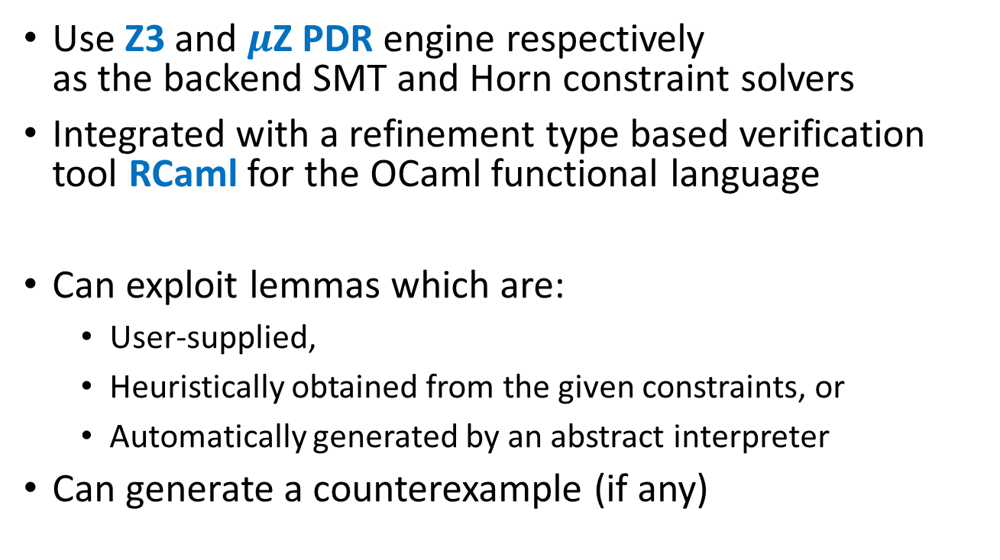 • Use Z3 and 𝝁Z PDR engine respectively
as the backend SMT and Horn constraint solvers
• Integrated with a refinement type based verification
tool RCaml for the OCaml functional language
• Can exploit lemmas which are:
• User-supplied,
• Heuristically obtained from the given constraints, or
• Automatically generated by an abstract interpreter
• Can generate a counterexample (if any)